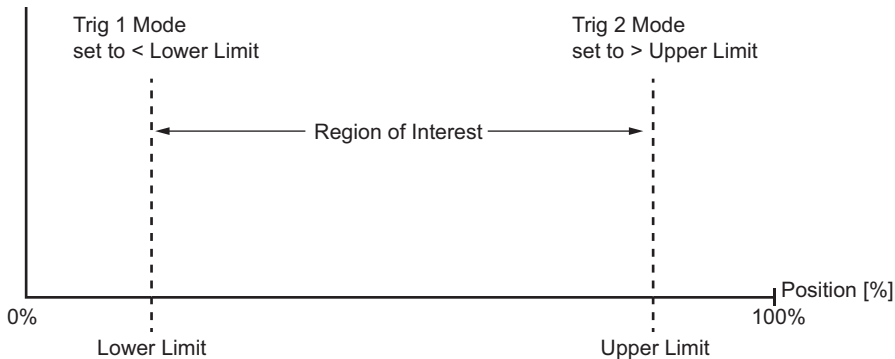 Trig 1 Mode
set to < Lower Limit
Trig 2 Mode
set to > Upper Limit
Region of Interest
Position [%]
0%
100%
Lower Limit
Upper Limit